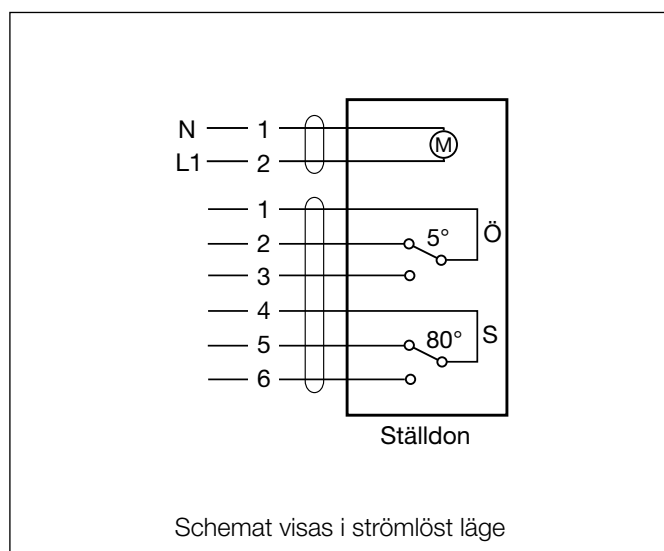 N 1
M
L1 2
1
Ö
2 5°
3
4
S
5 80°
6
Ställdon
Schemat visas i strömlöst läge